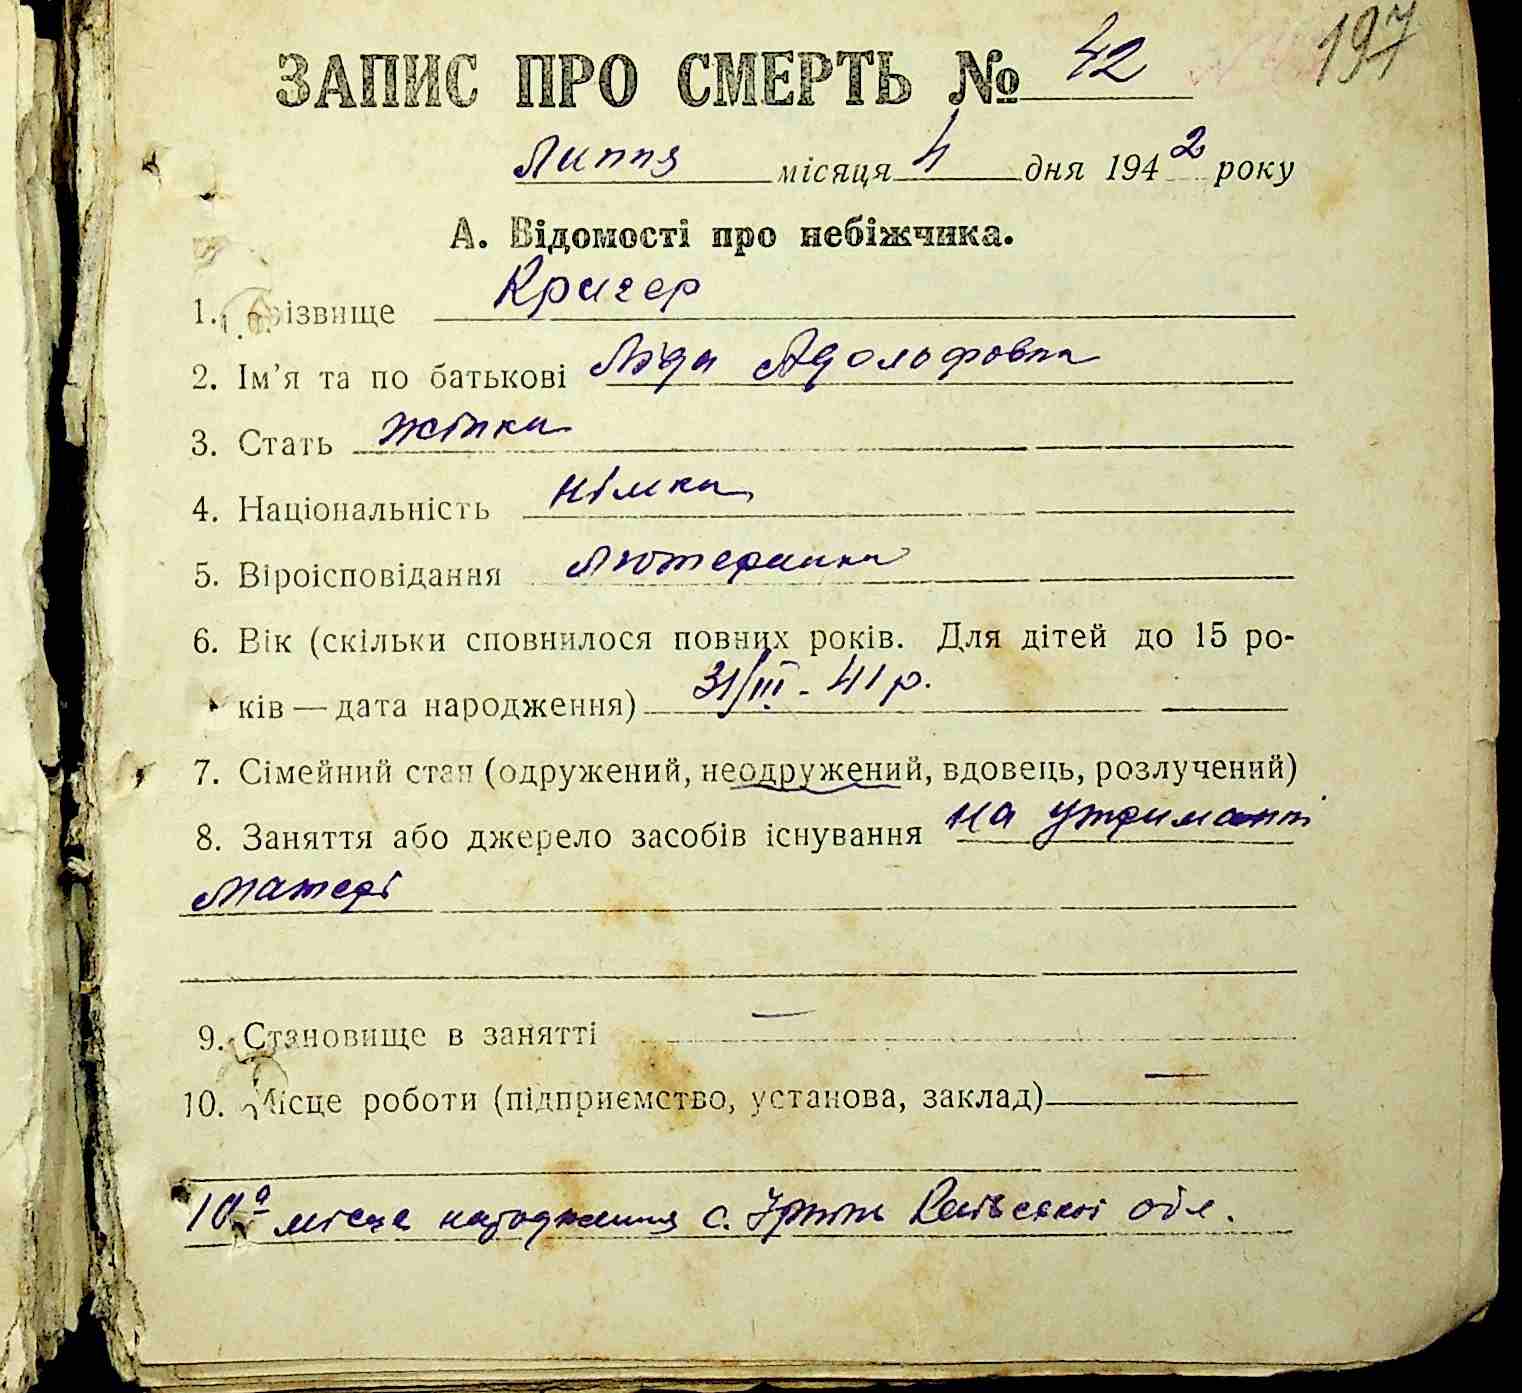 197
ЗАПИС ПРО СМЕРТЬ № 42
Липня місяця 4 дня 1942 року
А. Відомості про небіжчика.
1. Прізвище Кригер
2. Ім'я та по батькові Ліда Адольфовна
3. Стать жінка
4. Національність німка
5. Віроісповідання лютеранка
6. Вік (скільки сповнилося повних років. Для дітей до 15 ро-
ків — дата народження) 31/III - 41 р.
7. Сімейний стан (одружений, неодружений, вдовець, розлучений)
8. Заняття або джерело засобів існування на утриманні
матері
9. Становище в занятті —
10. Місце роботи (підприємство, установа, заклад) —
10а місце народження с. Ірпінь Київської обл.